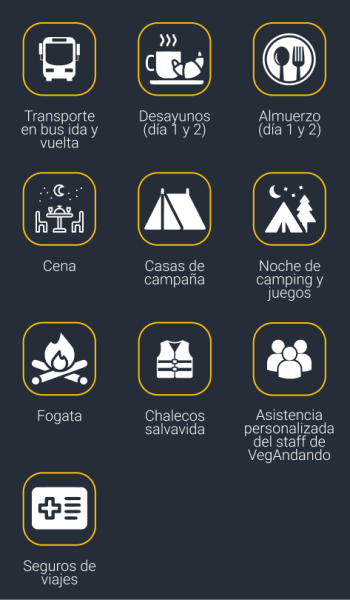 Transporte
en bus ida y
vuelta
Desayunos
(día 1 y 2)
Almuerzo
(día 1 y 2)
Cena
Casas de
campaña
Noche de
camping y
juegos
Fogata
Chalecos
salvavida
Asistencia
personalizada
del staff de
VegAndando
Seguros de
viajes